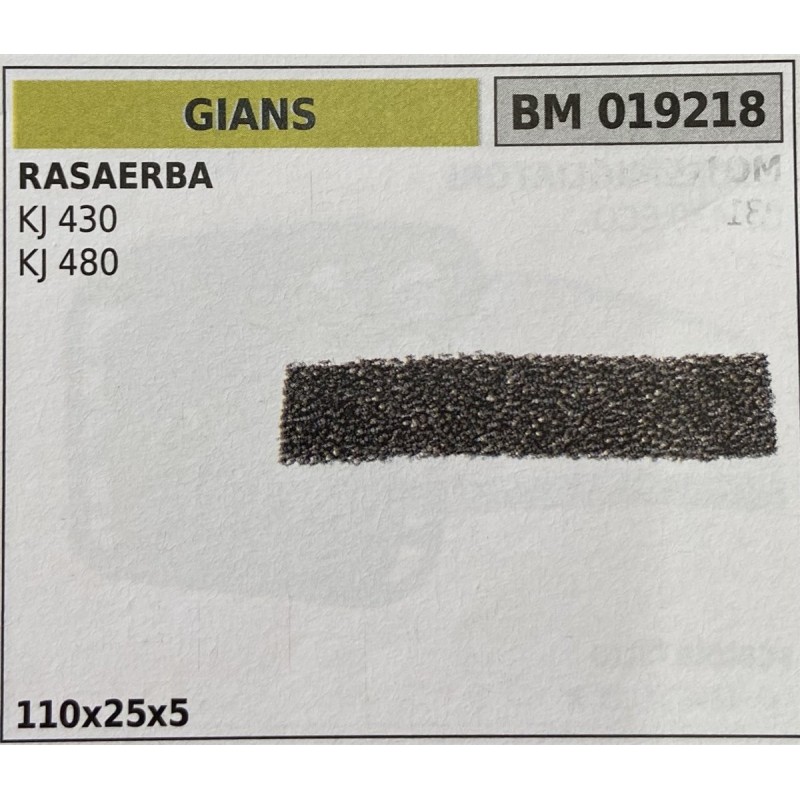 GIANS
BM 019218
RASAERBA
KJ 430
KJ 480
110x25x5